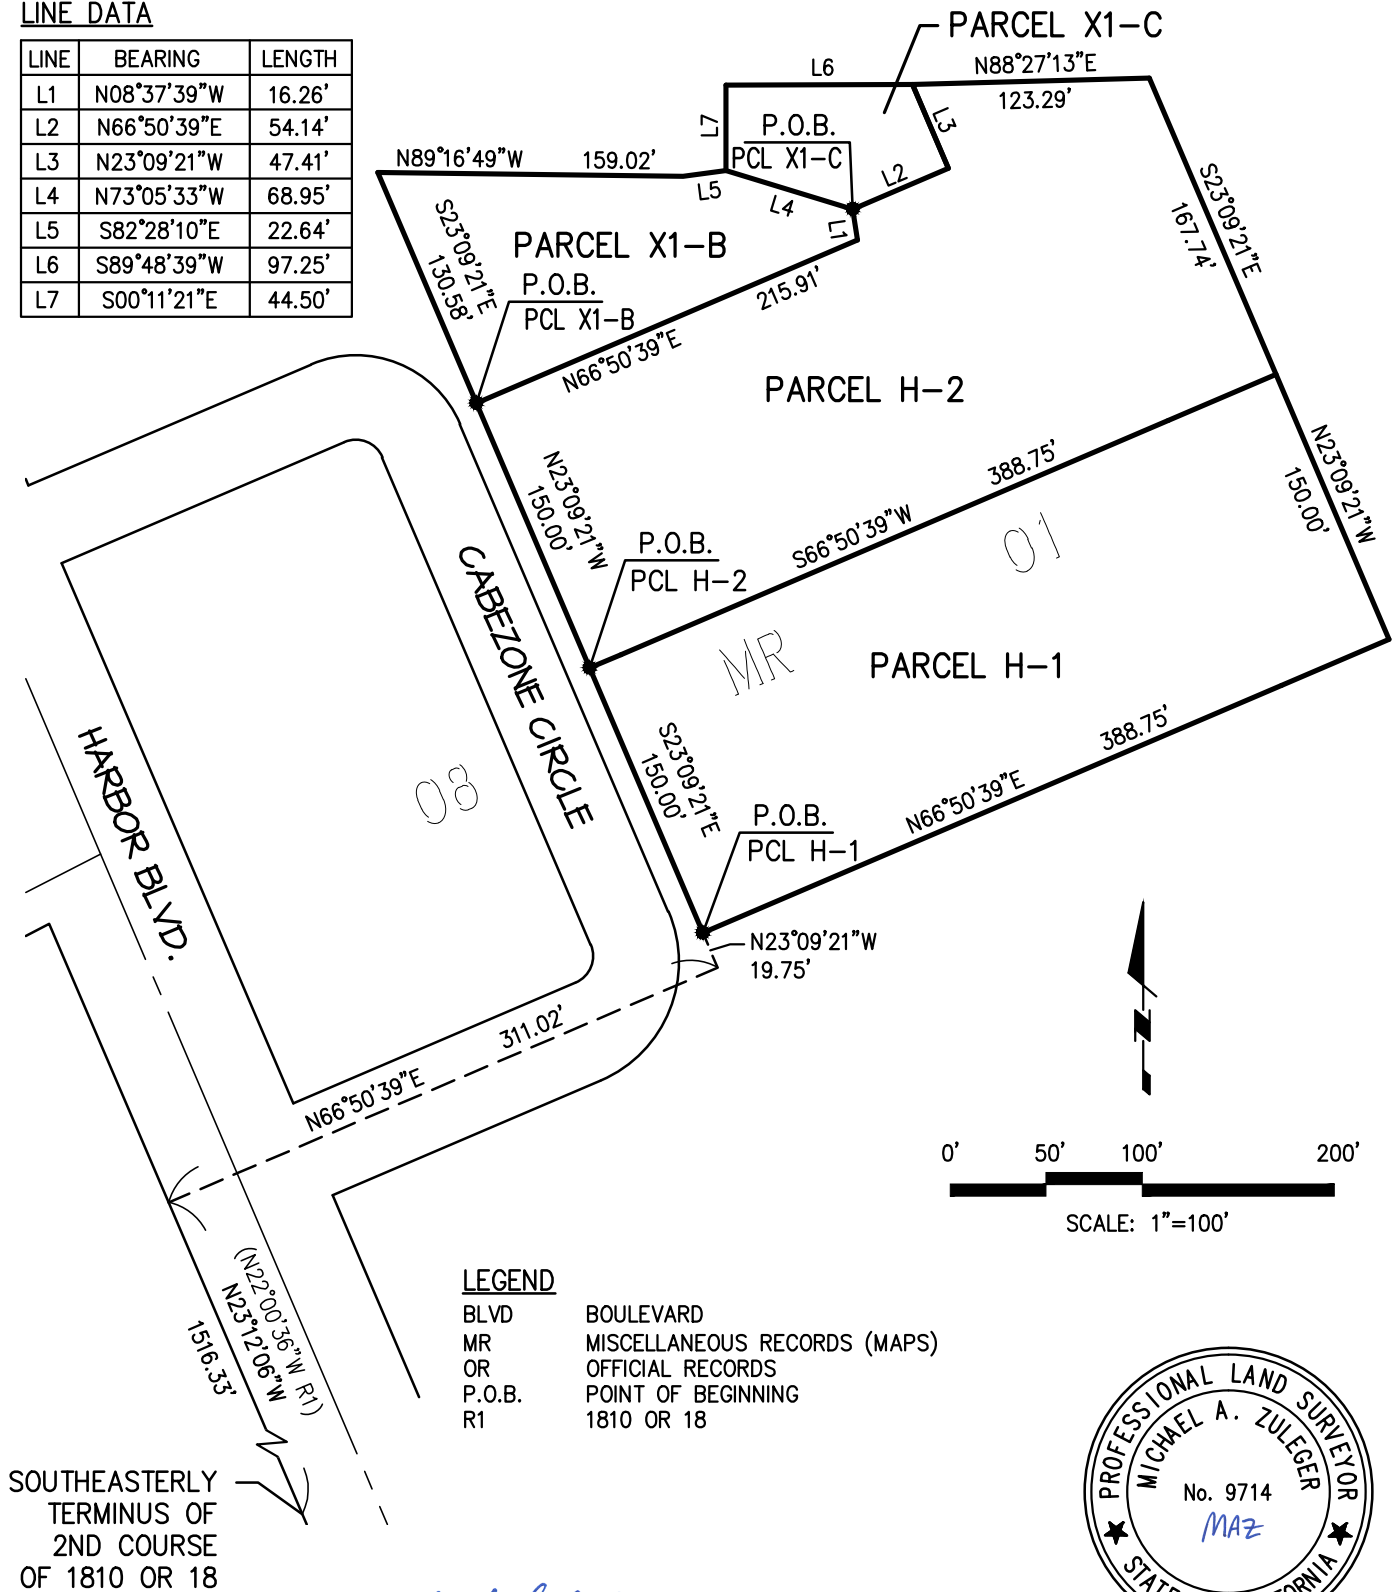 LINE DATA
LINE BEARING LENGTH
L1 N08°37'39"W 16.26'
L2 N66°50'39"E 54.14'
L3 N23°09'21"W 47.41'
L4 N73°05'33"W 68.95'
L5 S82°28'10"E 22.64'
L6 S89°48'39"W 97.25'
L7 S00°11'21"E 44.50'
PARCEL X1-C
L6
N88°27'13"E
123.29'
L7
L3
P.O.B.
PCL X1-C
N89°16'49"W 159.02'
L5
L4
L2
L1
S23°09'21"E
167.74'
S23°09'21"E
130.58'
PARCEL X1-B
P.O.B.
PCL X1-B
215.91'
N66°50'39"E
PARCEL H-2
N23°09'21"W
150.00'
388.75'
S66°50'39"W
N23°09'21"W
150.00'
P.O.B.
PCL H-2
01
MR
PARCEL H-1
CABEZONE CIRCLE
HARBOR BLVD.
08
S23°09'21"E
150.00'
388.75'
N66°50'39"E
P.O.B.
PCL H-1
N23°09'21"W
19.75'
311.02'
N66°50'39"E
N
0' 50' 100' 200'
SCALE: 1"=100'
(N22°00'36"W R1)
N23°12'06"W
1516.33'
LEGEND
BLVD BOULEVARD
MR MISCELLANEOUS RECORDS (MAPS)
OR OFFICIAL RECORDS
P.O.B. POINT OF BEGINNING
R1 1810 OR 18
SOUTHEASTERLY
TERMINUS OF
2ND COURSE
OF 1810 OR 18
PROFESSIONAL LAND SURVEYOR
MICHAEL A. ZULEGER
No. 9714
MAZ